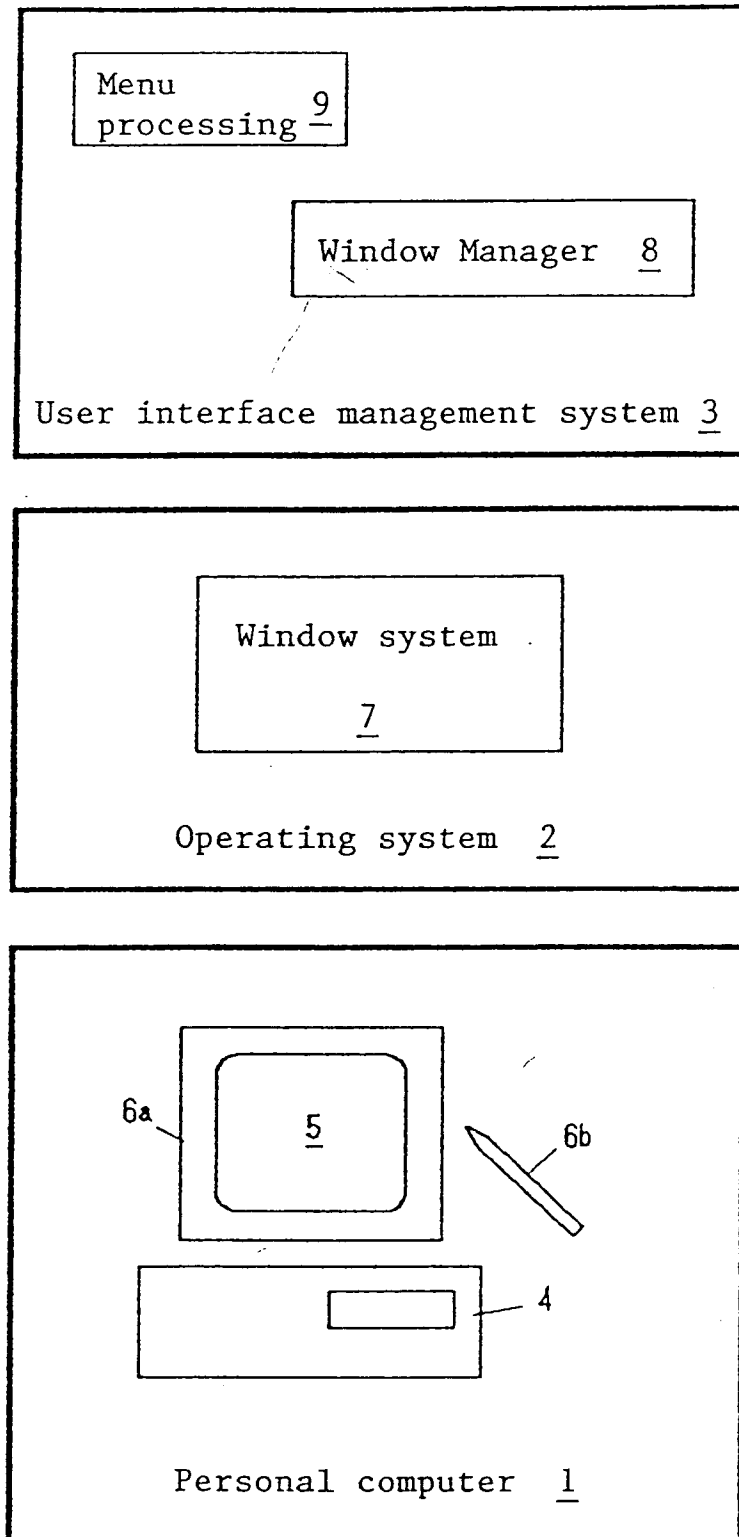 Menu
processing 9
Window Manager 8
User interface management system 3
Window system
7
Operating system 2
6a
5
6b
4
Personal computer 1